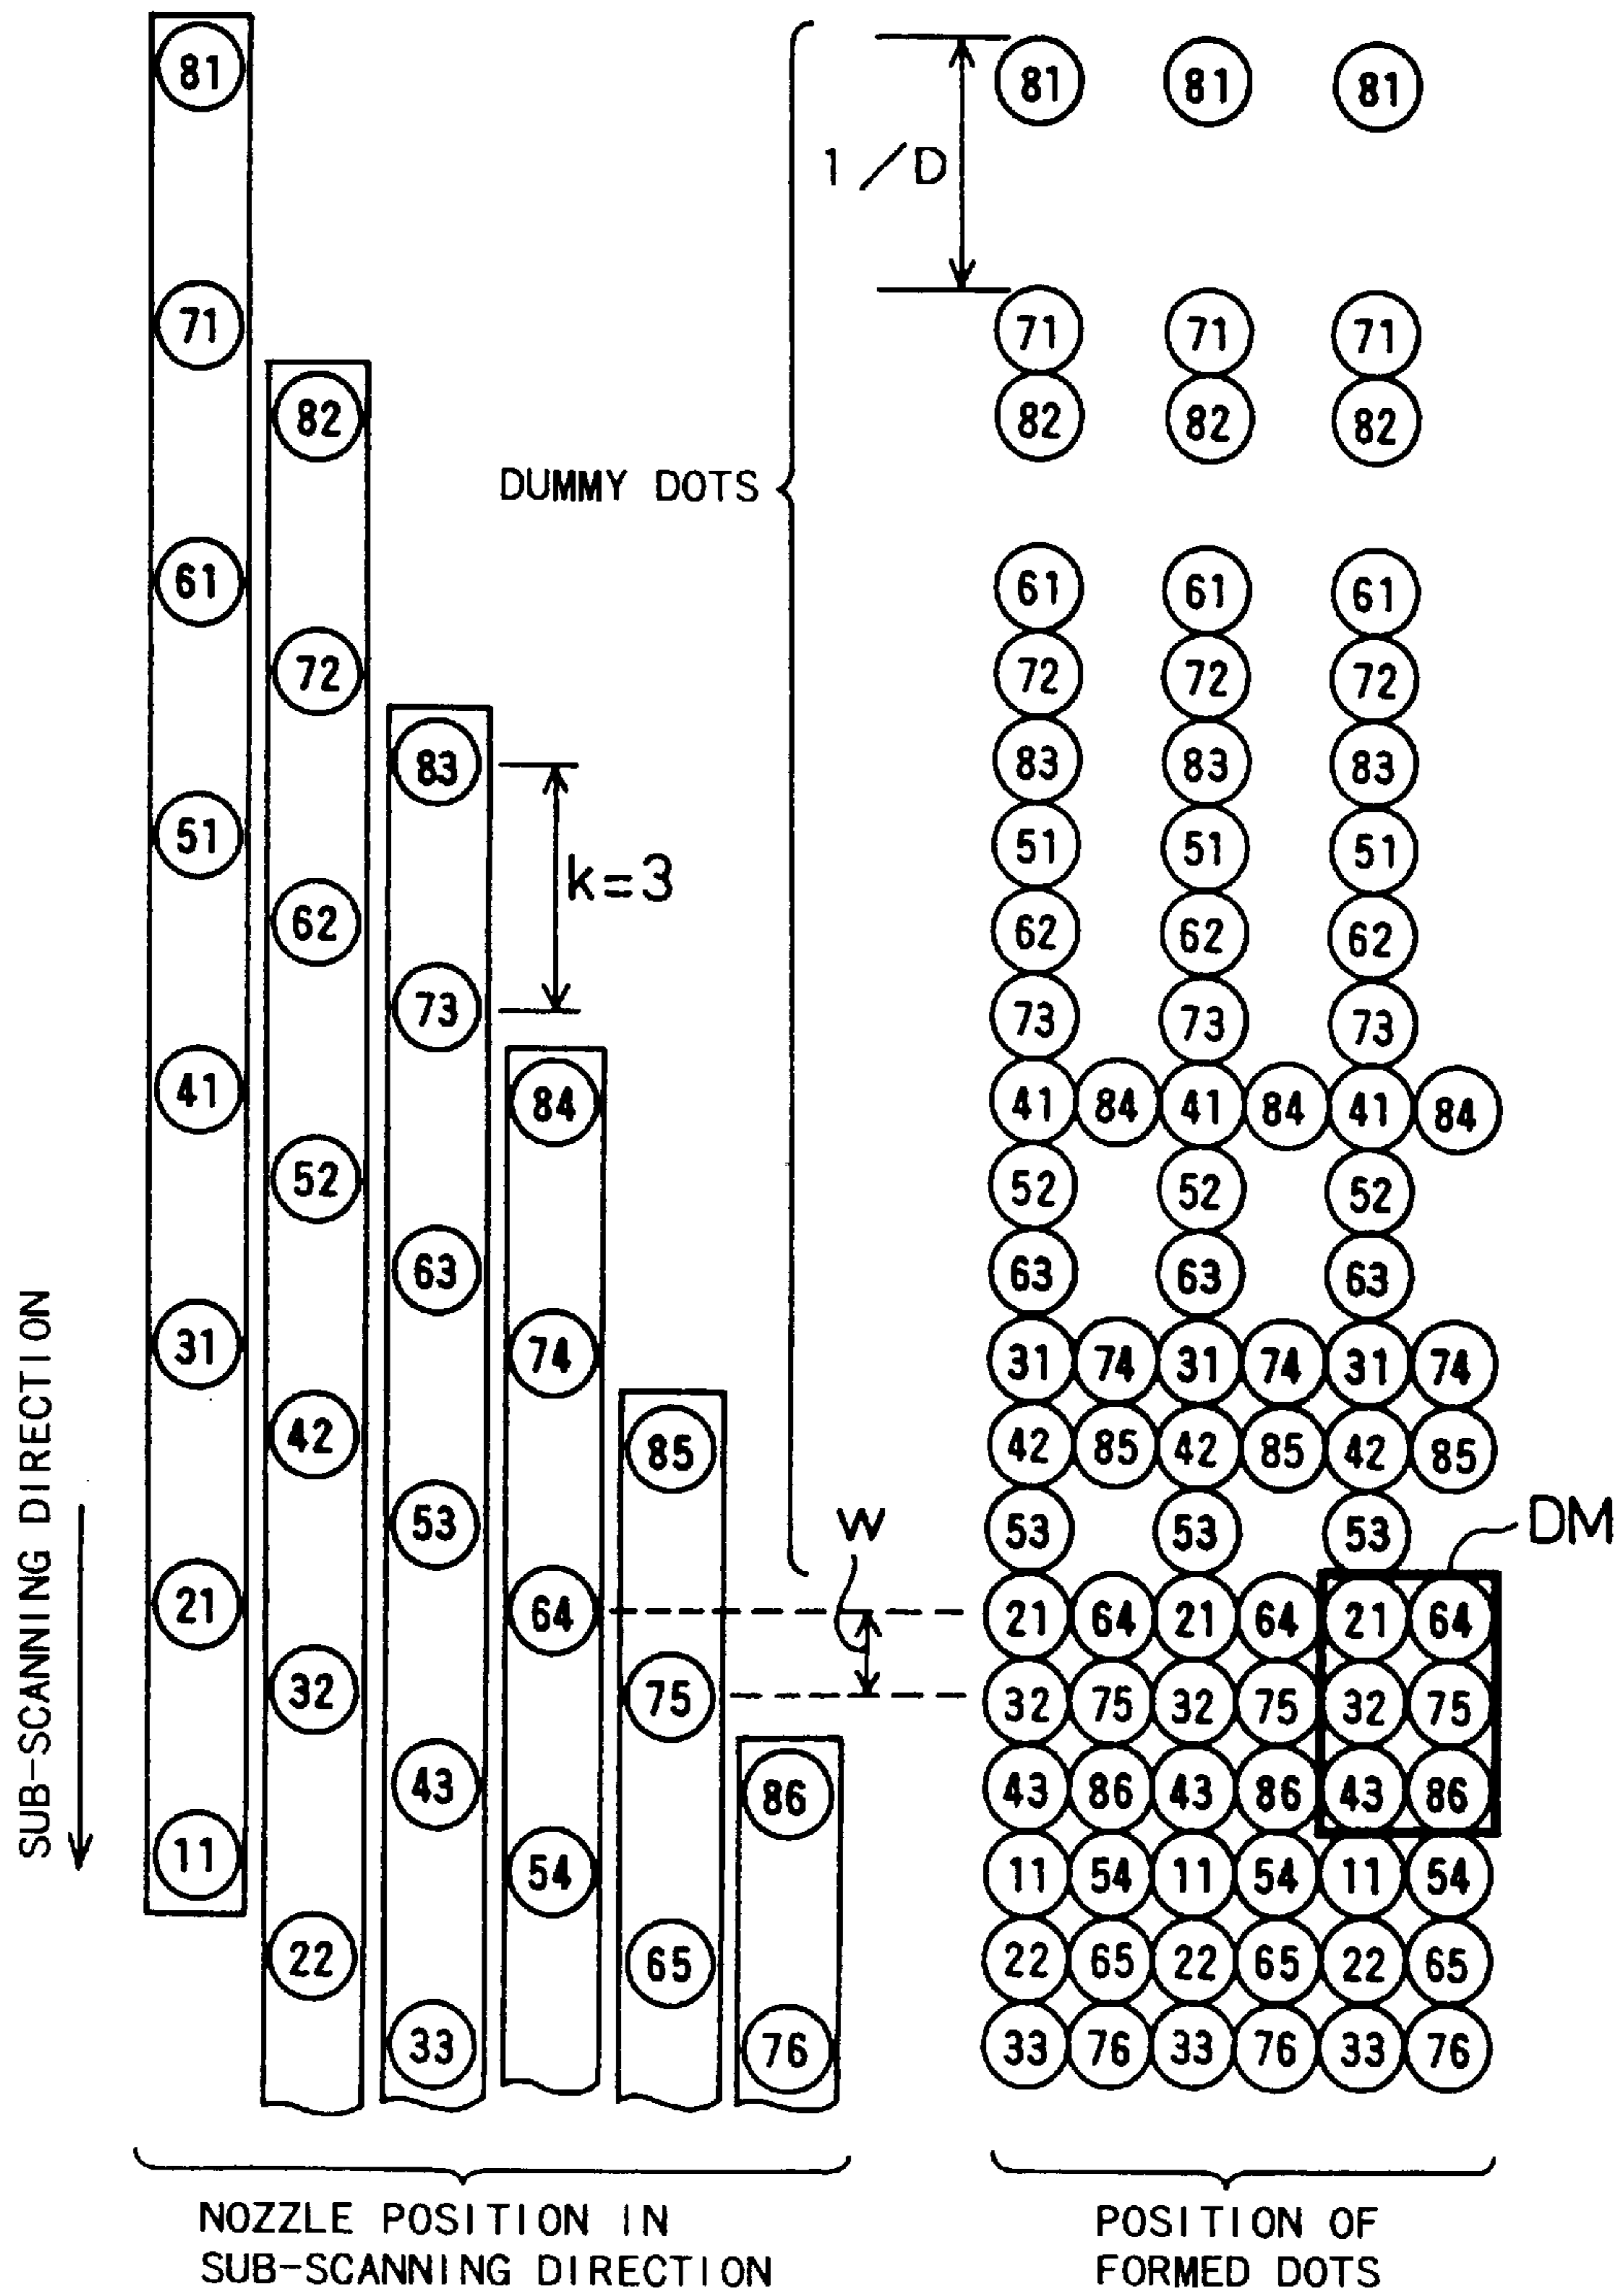 81 81 81 81
1/D
71 71 71 71
82 82 82 82
DUMMY DOTS
61 61 61 61
72 72 72 72
83 83 83 83
51 51 51 51
k=3
62 62 62 62
73 73 73 73
41 84 41 84 41 84 41 84
52 52 52 52
63 63 63 63
31 74 31 74 31 74 31 74
42 85 42 85 42 85 42 85
53 53 53 53
W
DM
21 64 21 64 21 64 21 64
32 75 32 75 32 75 32 75
43 86 43 86 43 86 43 86
11 54 11 54 11 54 11 54
22 65 22 65 22 65 22 65
33 76 33 76 33 76 33 76
SUB-SCANNING DIRECTION
NOZZLE POSITION IN
SUB-SCANNING DIRECTION
POSITION OF
FORMED DOTS